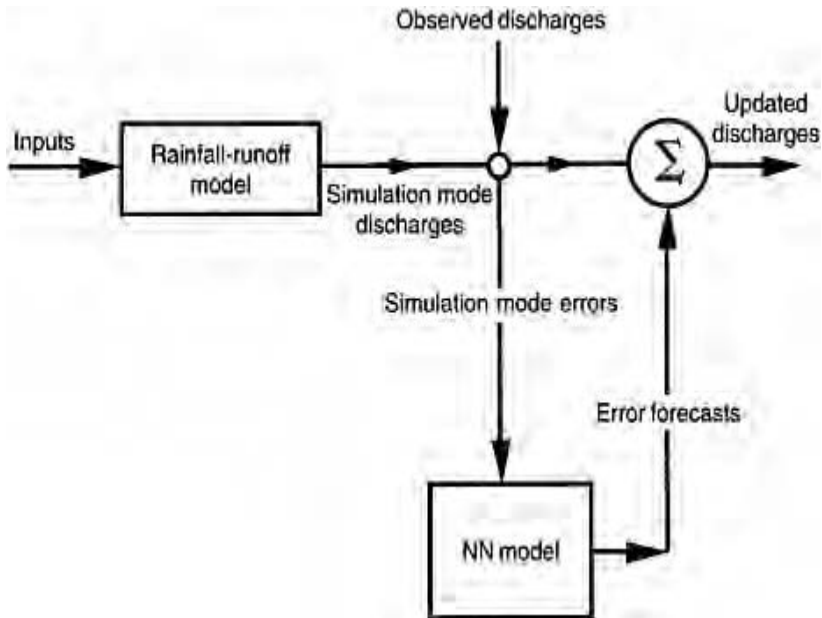 Observed discharges
Inputs
Rainfall-runoff
model
Simulation mode
discharges
Σ
Updated
discharges
Simulation mode errors
Error forecasts
NN model